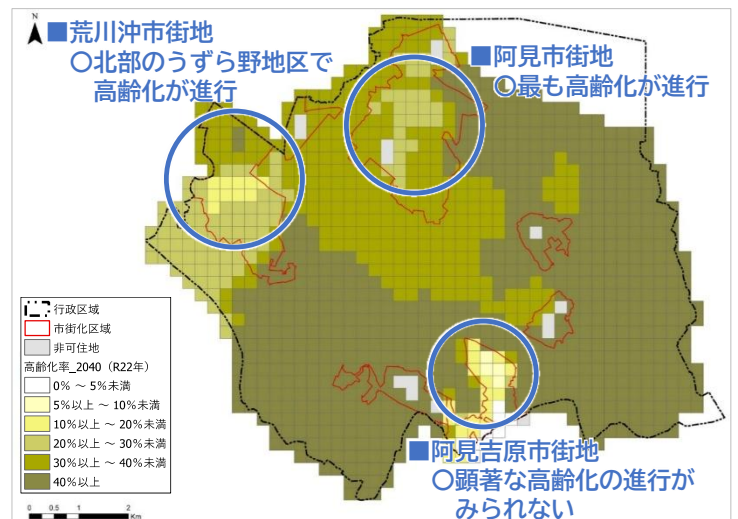 N
■荒川沖市街地
○北部のうずら野地区で
高齢化が進行
■阿見市街地
○最も高齢化が進行
行政区域
市街化区域
非可住地
高齢化率_2040（R22年）
0% ～ 5%未満
5%以上 ～ 10%未満
10%以上 ～ 20%未満
20%以上 ～ 30%未満
30%以上 ～ 40%未満
40%以上
■阿見吉原市街地
○顕著な高齢化の進行が
みられない
0 0.5 1 2
Km